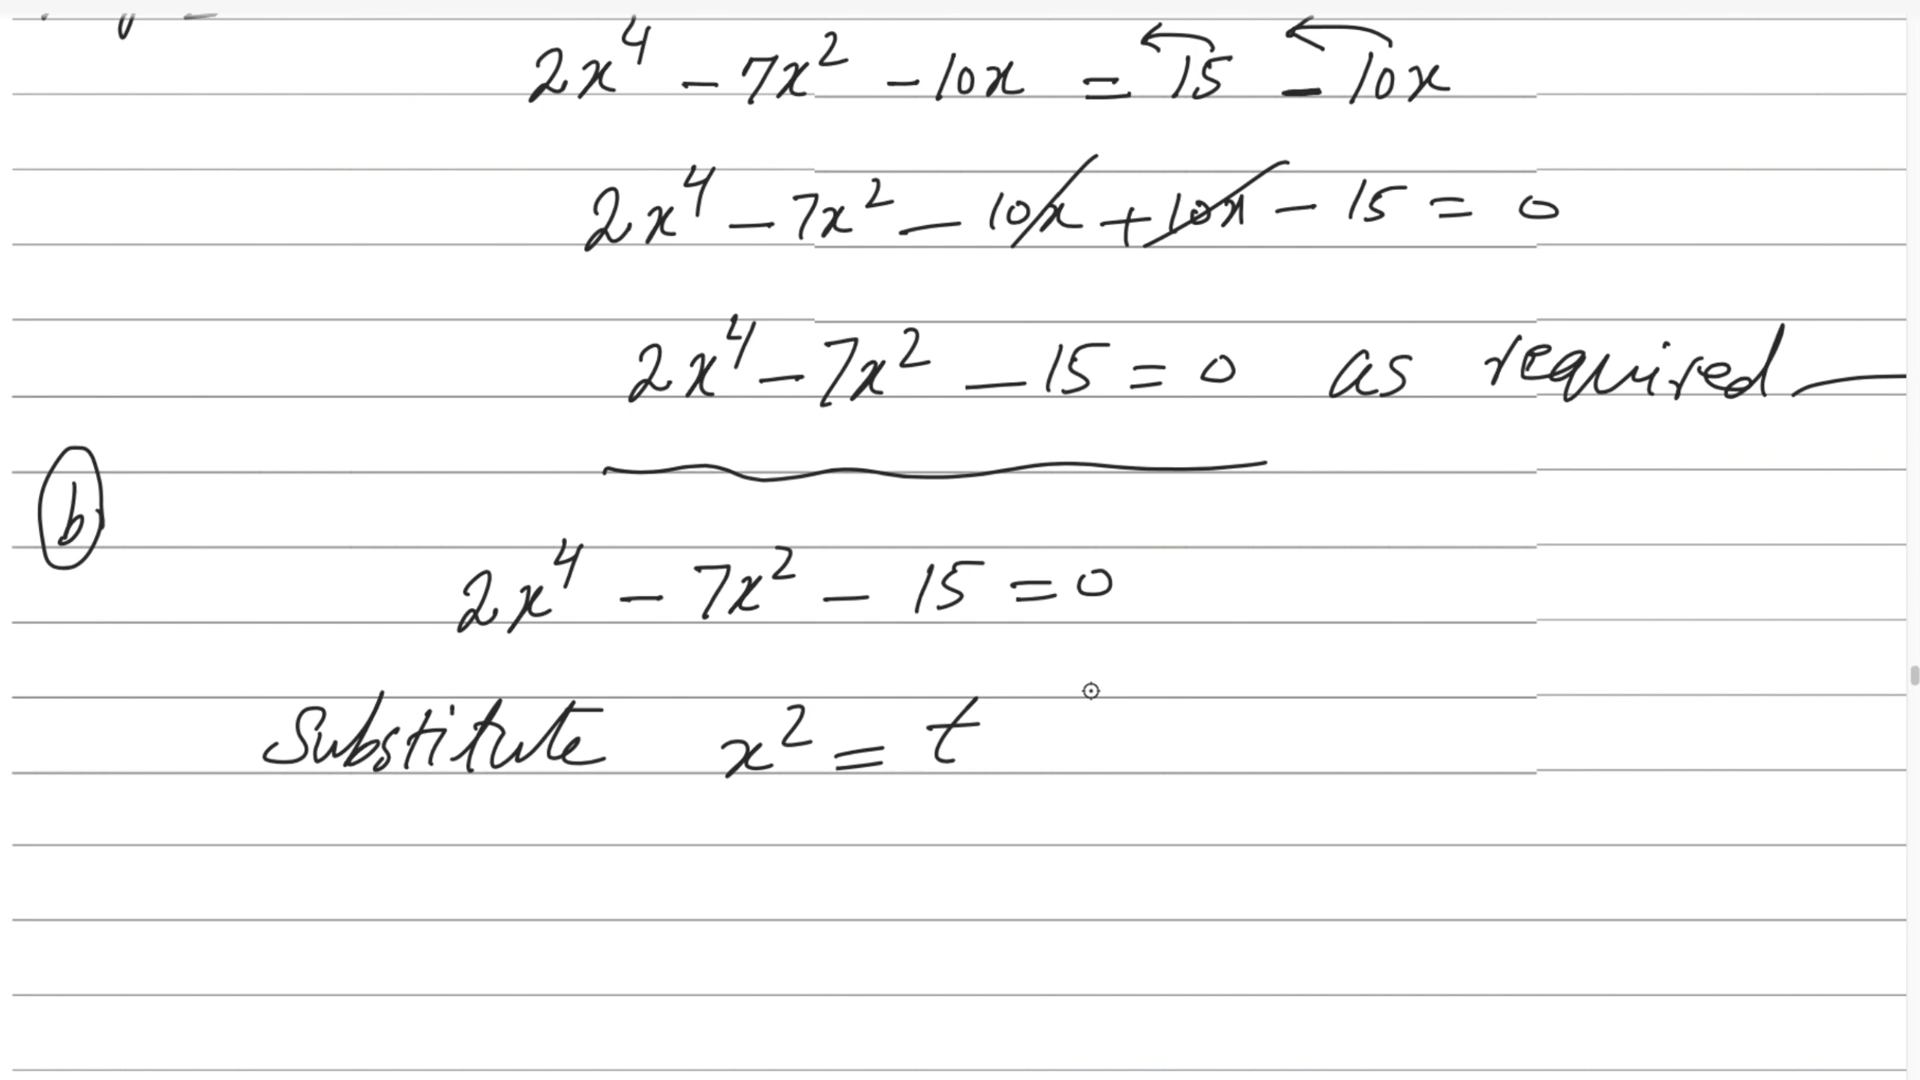 2x⁴ - 7x² - 10x = 15 - 10x
2x⁴ - 7x² - 10x + 10x - 15 = 0
2x⁴ - 7x² - 15 = 0 as required
b
2x⁴ - 7x² - 15 = 0
Substitute x² = t